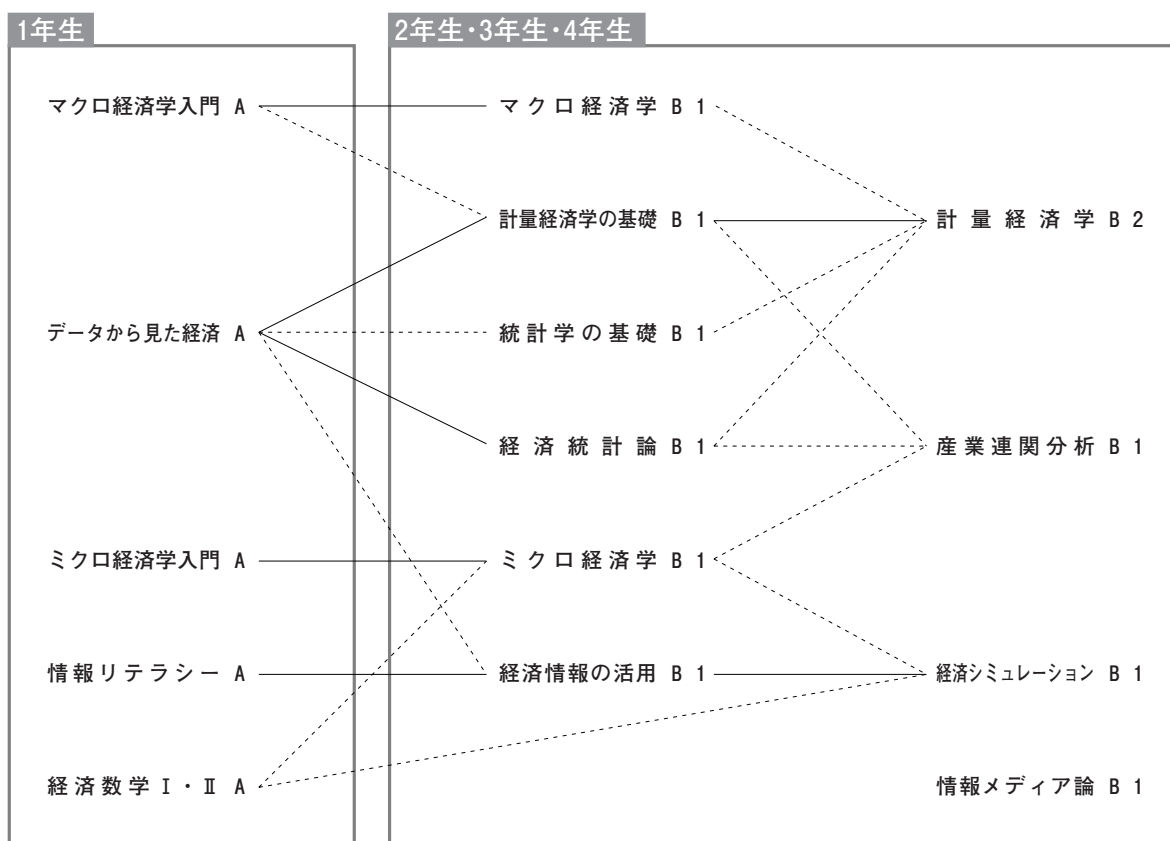 1年生
2年生・3年生・4年生
マクロ経済学入門 A
マクロ経済学 B 1
計量経済学の基礎 B 1
計量経済学 B 2
データから見た経済 A
統計学の基礎 B 1
経済統計論 B 1
産業連関分析 B 1
ミクロ経済学入門 A
ミクロ経済学 B 1
情報リテラシー A
経済情報の活用 B 1
経済シミュレーション B 1
経済数学 Ⅰ・Ⅱ A
情報メディア論 B 1